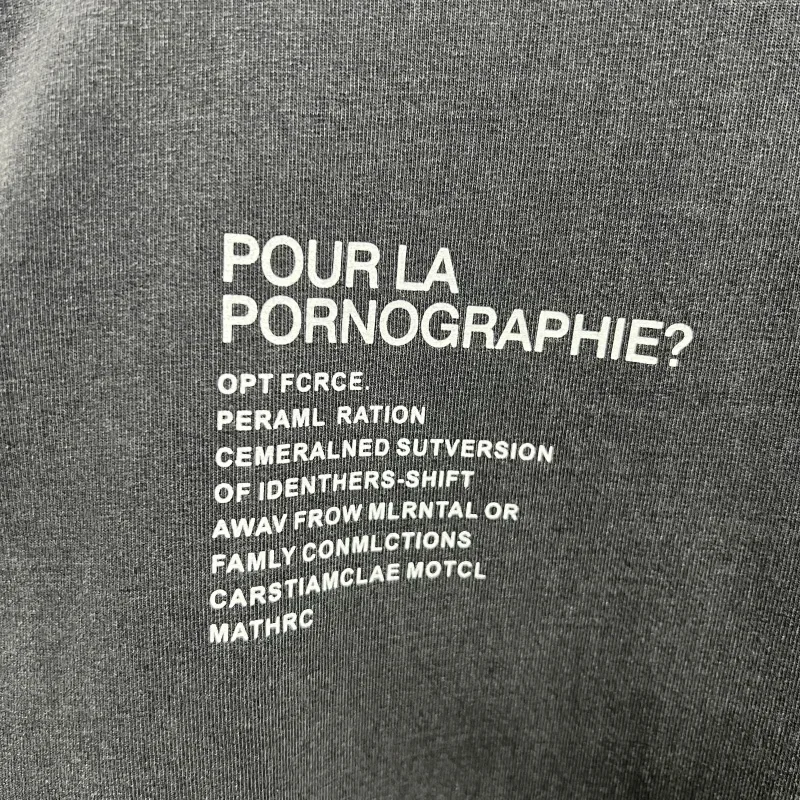 POUR LA
PORNOGRAPHIE?
OPT FCRCE.
PERAML RATION
CEMERALNED SUTVERSION
OF IDENTHERS-SHIFT
AWAV FROW MLRNTAL OR
FAMLY CONMLCTIONS
CARSTIAMCLAE MOTCL
MATHRC